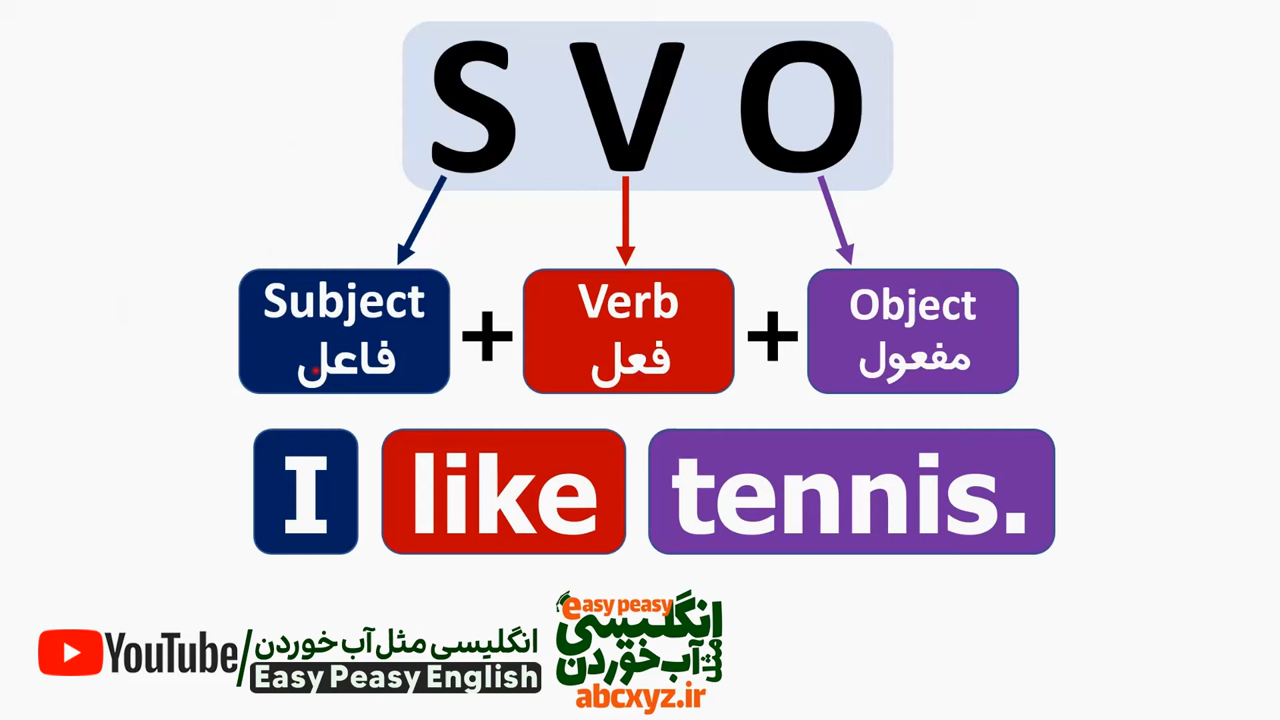 S V O
Subject + Verb + Object
فاعل فعل مفعول
I like tennis.
YouTube/انگلیسی مثل آب خوردن
Easy Peasy English
easy peasy
انگلیسی
مثل
آب خوردن
abcxyz.ir